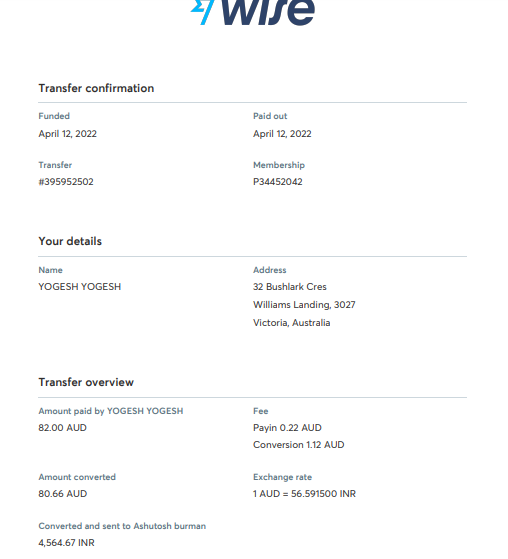 wise
Transfer confirmation
Funded
Paid out
April 12, 2022
April 12, 2022
Transfer
Membership
#395952502
P34452042
Your details
Name
Address
YOGESH YOGESH
32 Bushlark Cres
Williams Landing, 3027
Victoria, Australia
Transfer overview
Amount paid by YOGESH YOGESH
Fee
82.00 AUD
Payin 0.22 AUD
Conversion 1.12 AUD
Amount converted
Exchange rate
80.66 AUD
1 AUD = 56.591500 INR
Converted and sent to Ashutosh burman
4,564.67 INR